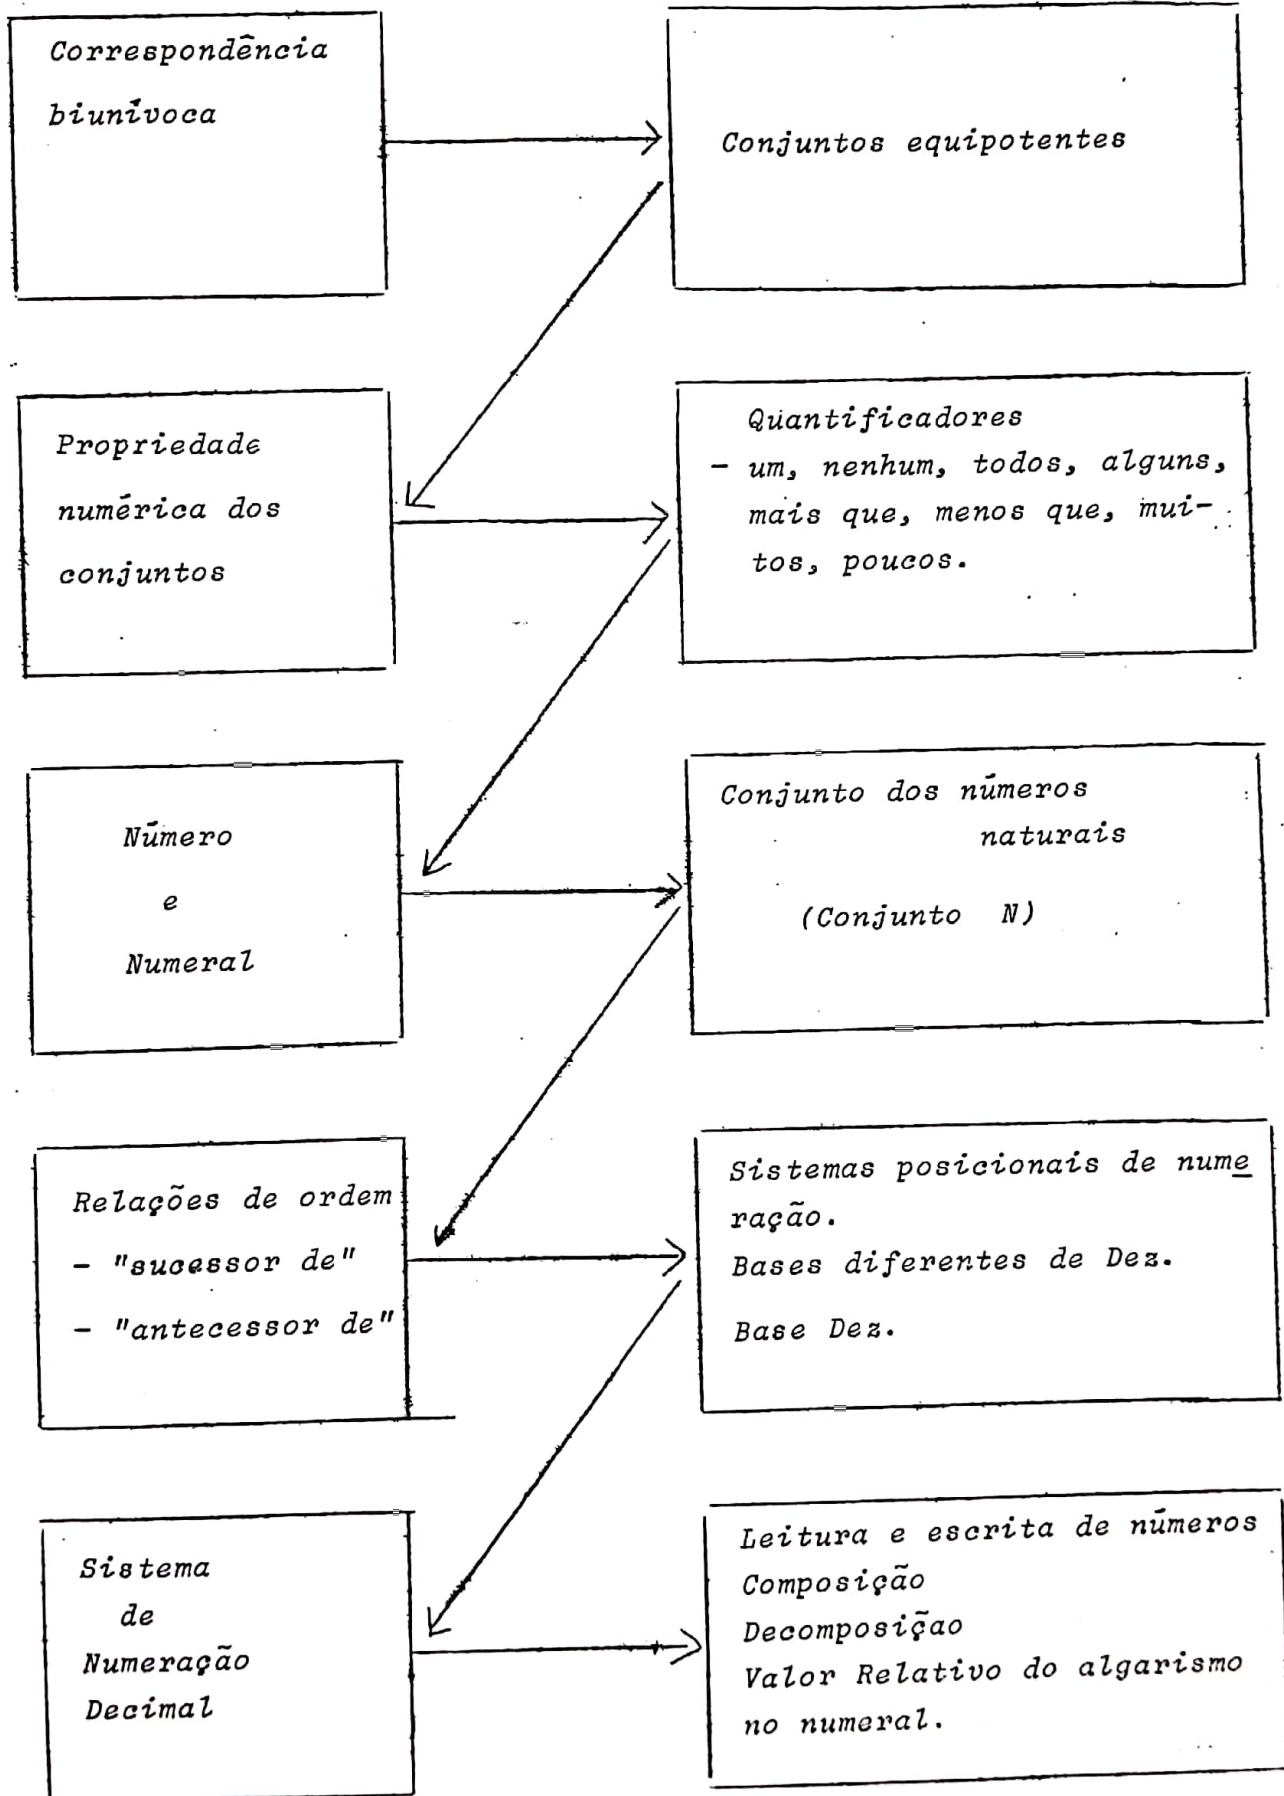 Correspondência
biunívoca
Conjuntos equipotentes
Propriedade
numérica dos
conjuntos
Quantificadores
- um, nenhum, todos, alguns,
mais que, menos que, mui-
tos, poucos.
Número
e
Numeral
Conjunto dos números
naturais
(Conjunto N)
Relações de ordem
- "sucessor de"
- "antecessor de"
Sistemas posicionais de nume
ração.
Bases diferentes de Dez.
Base Dez.
Sistema
de
Numeração
Decimal
Leitura e escrita de números
Composição
Decomposição
Valor Relativo do algarismo
no numeral.